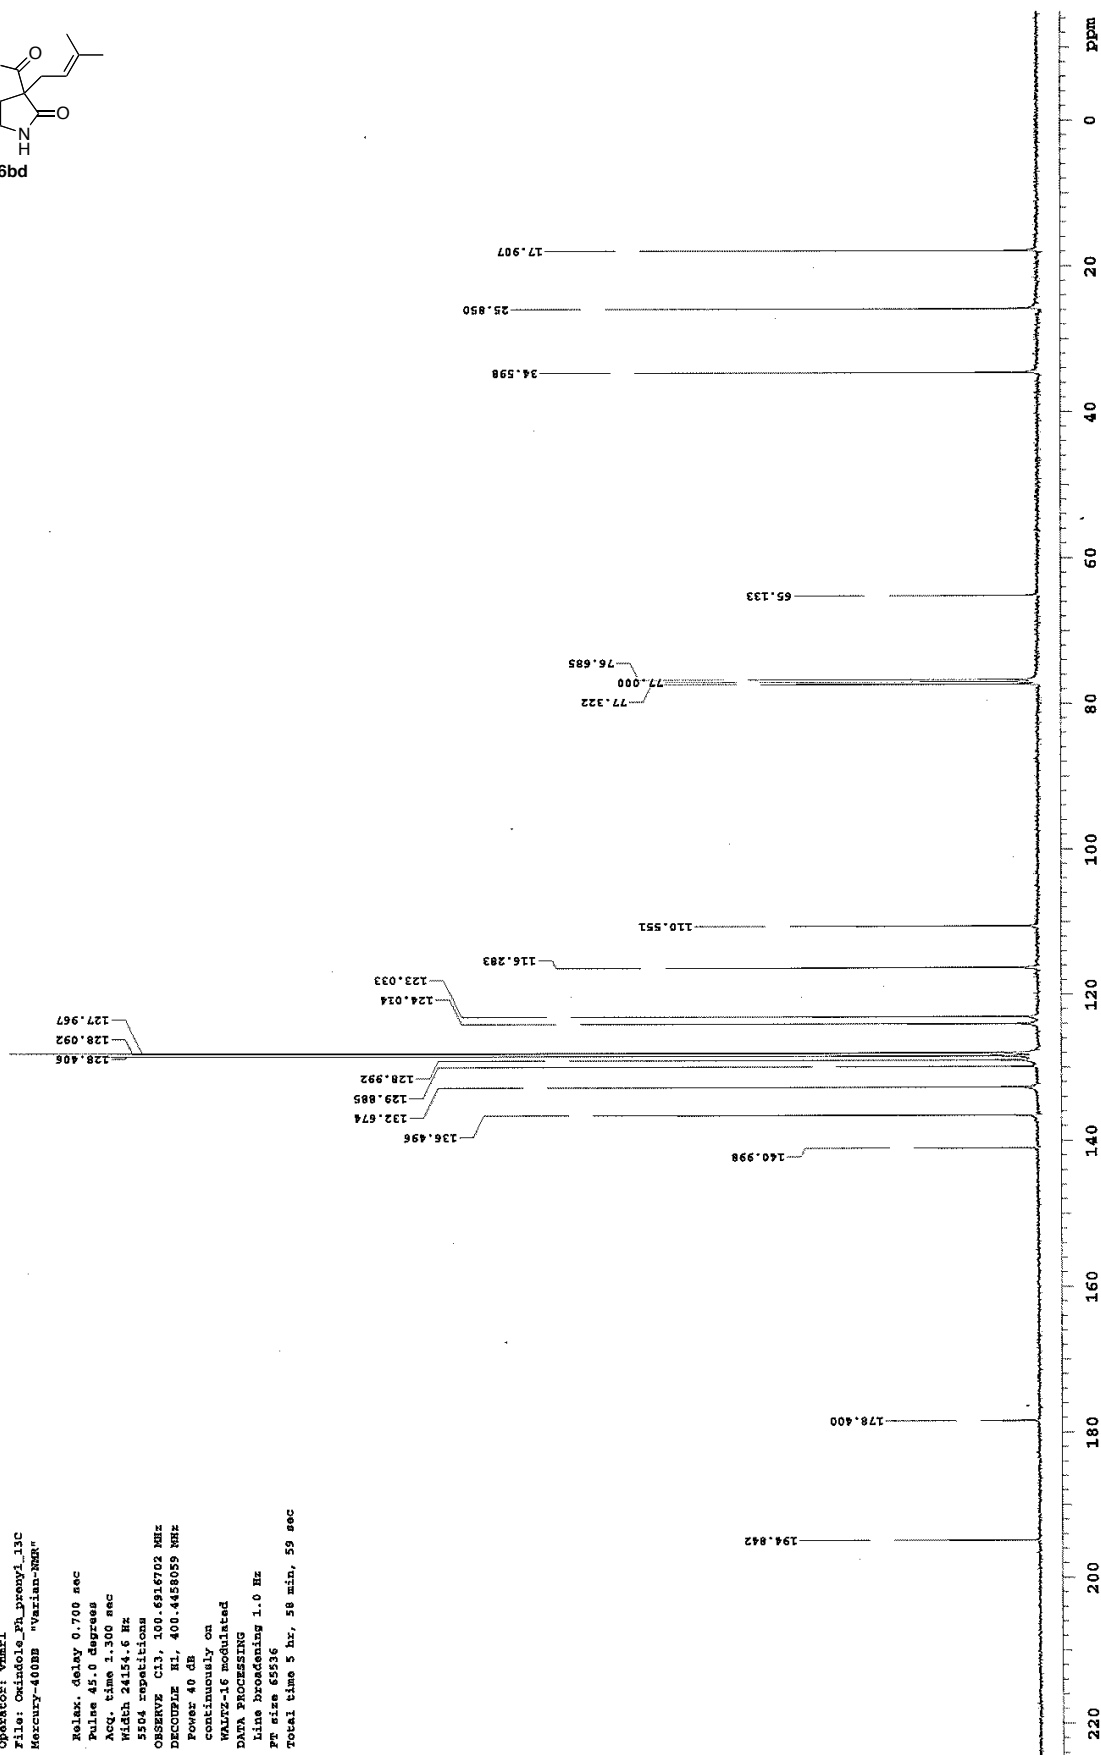 O
O
N
H
6bd
File: Oxindole_Ph_prenyl_13C
Mercury-400BB "Varian-NMR"
Relax. delay 0.700 sec
Pulse 45.0 degrees
Acq. time 1.300 sec
Width 24154.6 Hz
5504 repetitions
OBSERVE C13, 100.6916702 MHz
DECOUPLE H1, 400.4458059 MHz
Power 40 dB
continuously on
WALTZ-16 modulated
DATA PROCESSING
Line broadening 1.0 Hz
FT size 65536
Total time 5 hr, 58 min, 59 sec
194.842
178.400
140.998
136.496
132.674
129.885
128.992
128.406
128.092
127.967
124.014
123.033
116.283
110.551
77.322
77.000
76.685
65.133
34.598
25.850
17.907
220
200
180
160
140
120
100
80
60
40
20
0
ppm